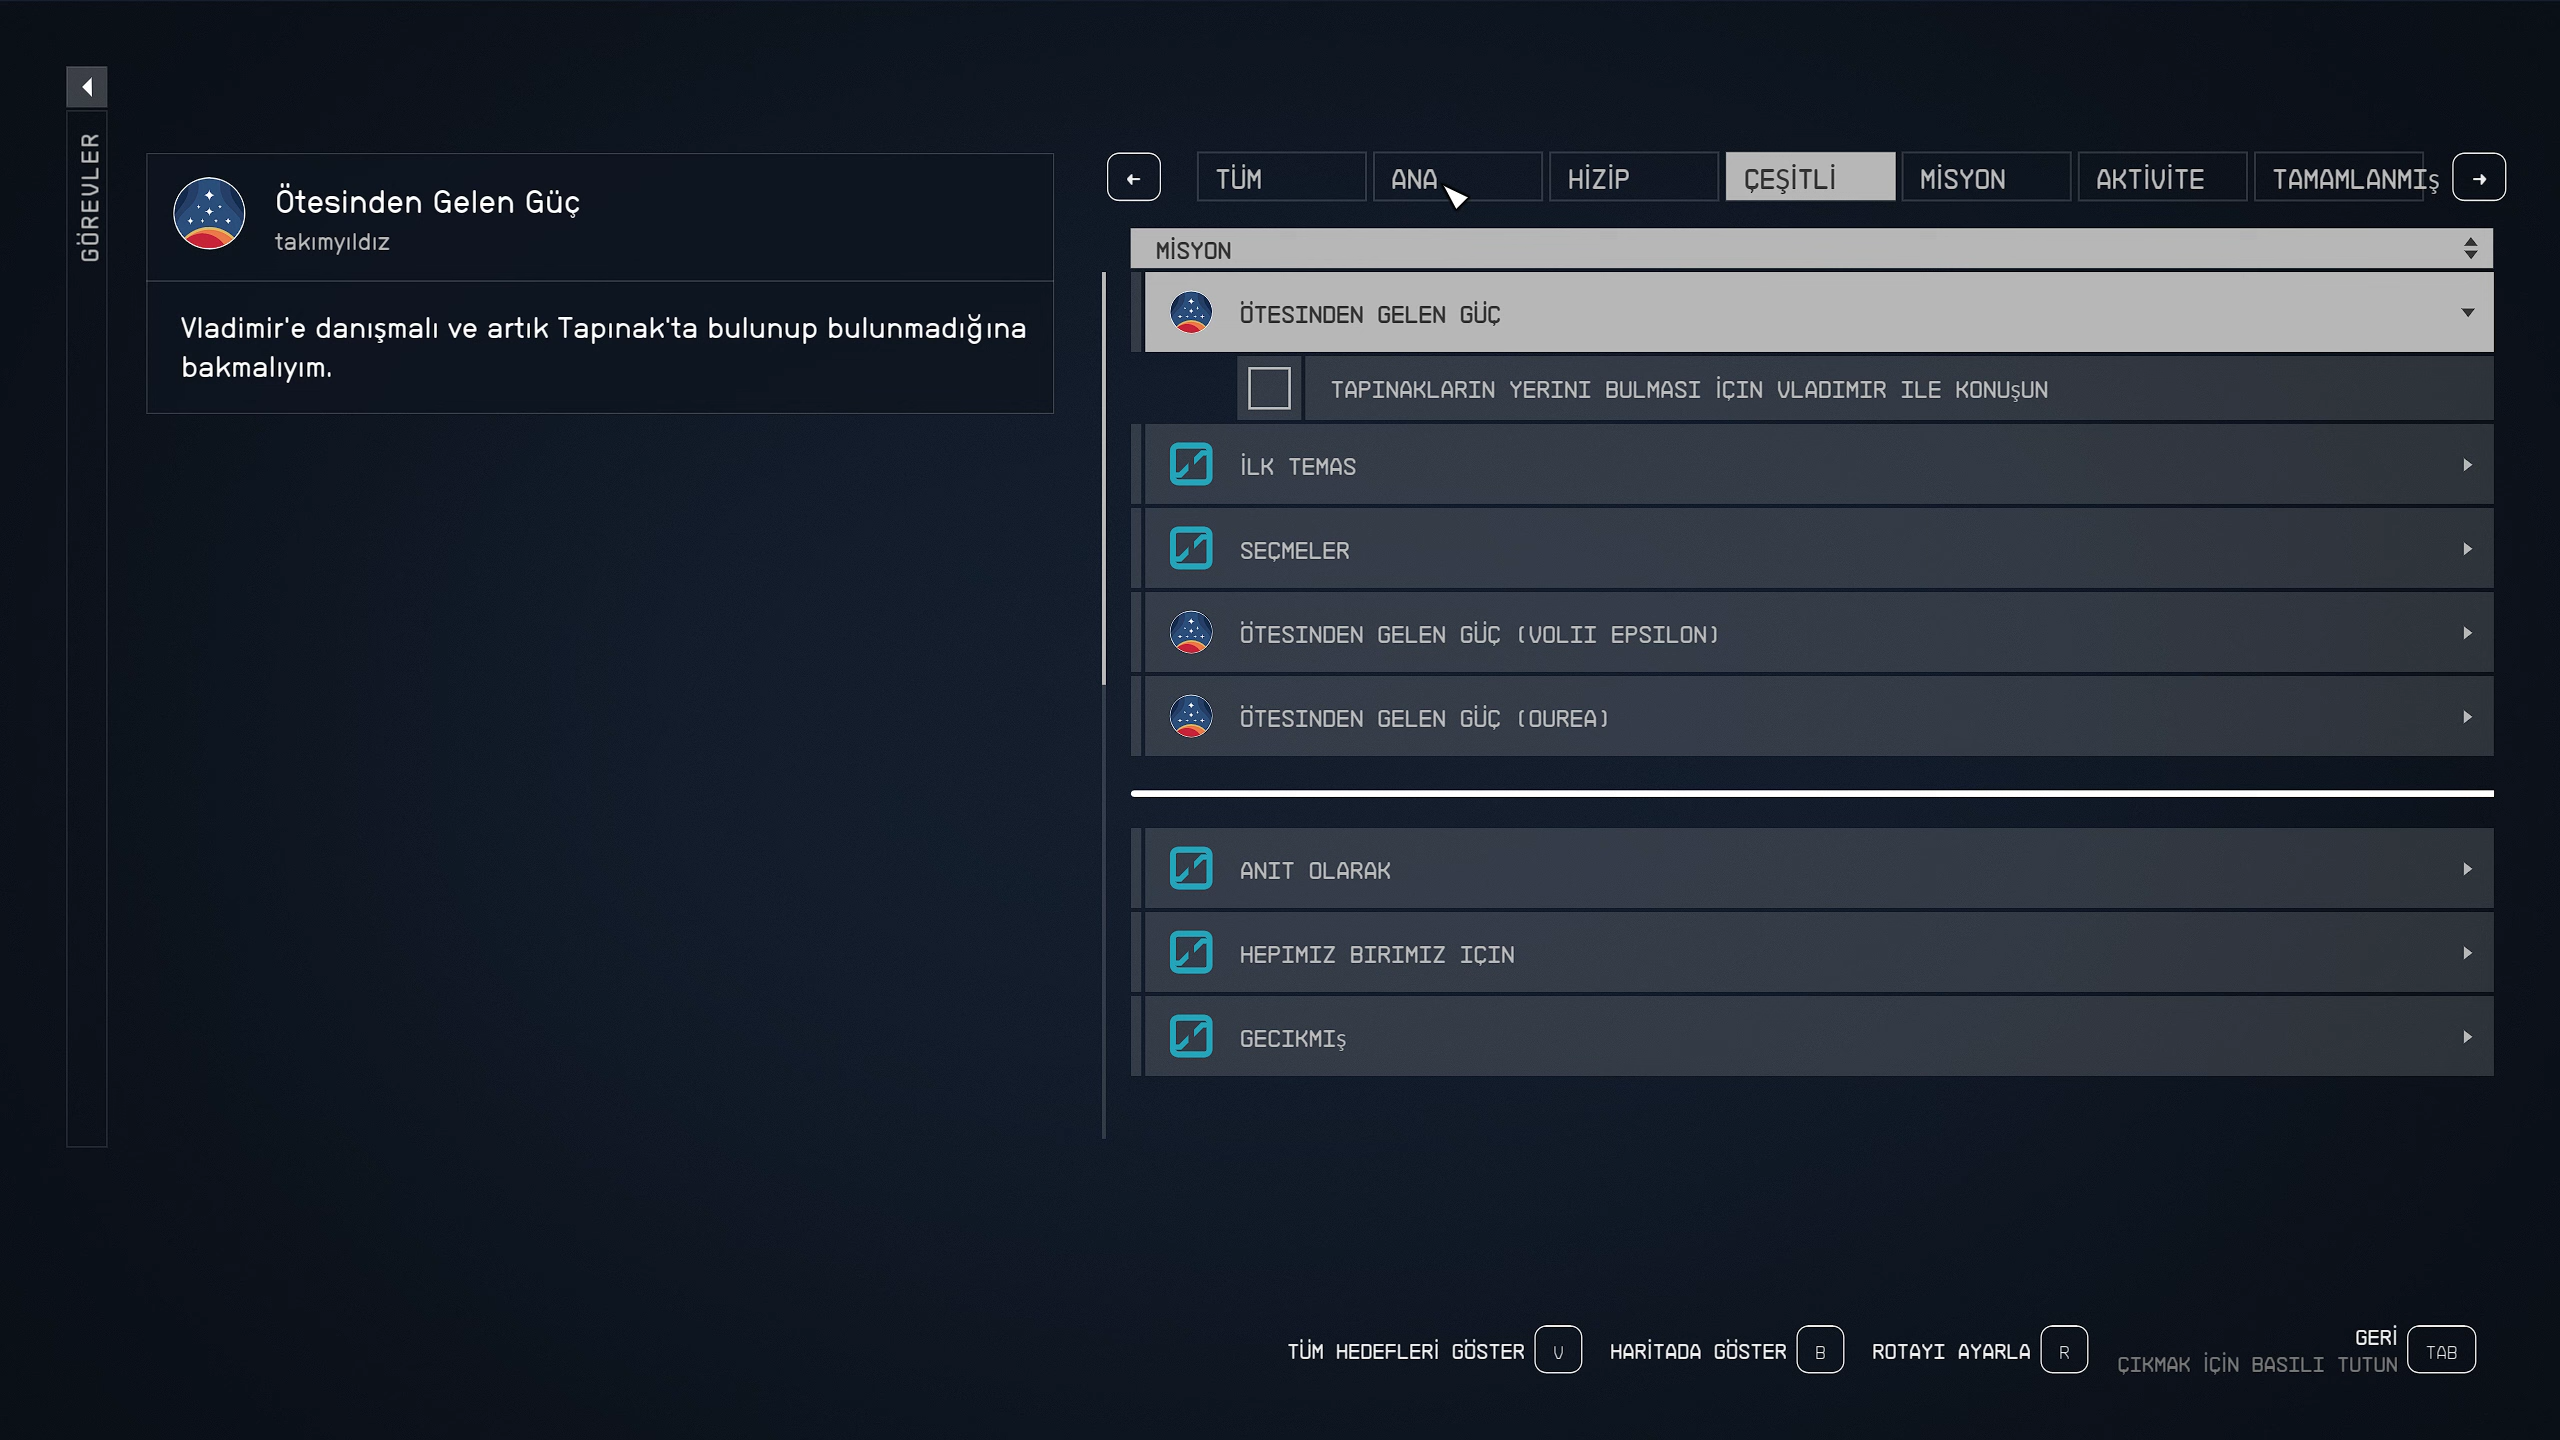 GÖREVLER
Ötesinden Gelen Güç
takımyıldız
Vladimir'e danışmalı ve artık Tapınak'ta bulunup bulunmadığına
bakmalıyım.
TÜM
ANA
HİZİP
ÇEŞİTLİ
MİSYON
AKTİVİTE
TAMAMLANMIş
MİSYON
ÖTESINDEN GELEN GÜÇ
TAPINAKLARIN YERINI BULMASI İÇIN VLADIMIR ILE KONUşUN
İLK TEMAS
SEÇMELER
ÖTESINDEN GELEN GÜÇ (VOLII EPSILON)
ÖTESINDEN GELEN GÜÇ (OUREA)
ANIT OLARAK
HEPIMIZ BIRIMIZ IÇIN
GECIKMIş
TÜM HEDEFLERİ GÖSTER V
HARİTADA GÖSTER B
ROTAYI AYARLA R
GERİ
ÇIKMAK İÇİN BASILI TUTUN TAB